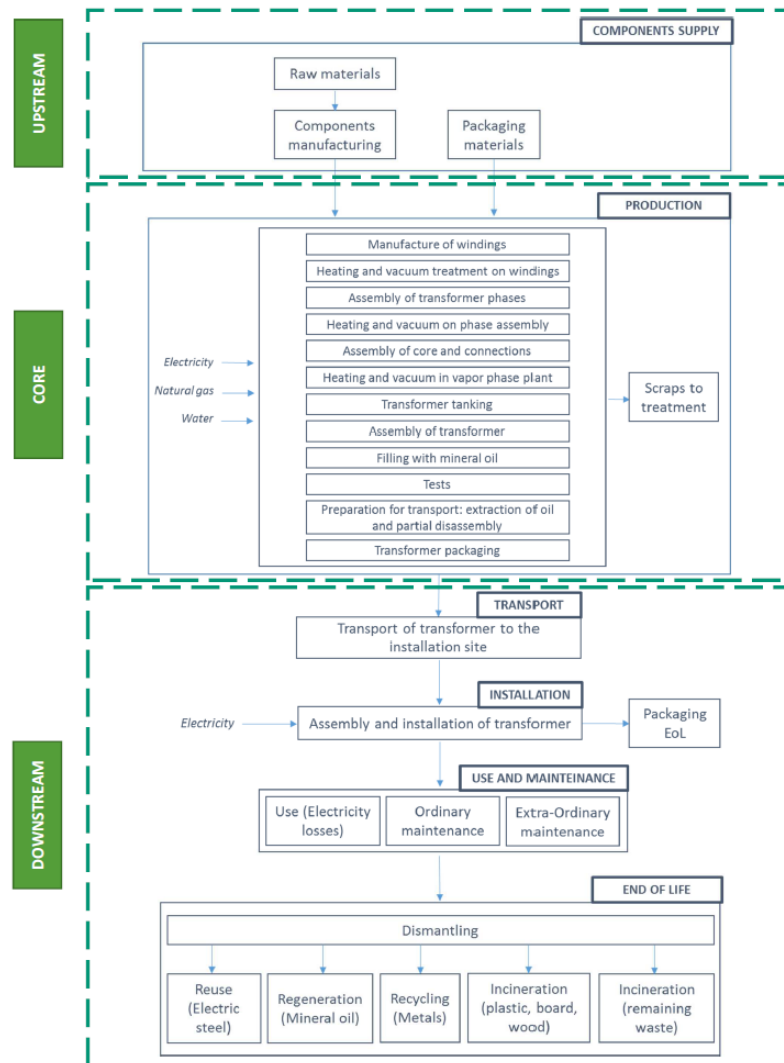 UPSTREAM
COMPONENTS SUPPLY
Raw materials
Components
manufacturing
Packaging
materials
CORE
PRODUCTION
Manufacture of windings
Heating and vacuum treatment on windings
Assembly of transformer phases
Heating and vacuum on phase assembly
Assembly of core and connections
Heating and vacuum in vapor phase plant
Transformer tanking
Assembly of transformer
Filling with mineral oil
Tests
Preparation for transport: extraction of oil
and partial disassembly
Transformer packaging
Electricity
Natural gas
Water
Scraps to
treatment
DOWNSTREAM
TRANSPORT
Transport of transformer to the
installation site
INSTALLATION
Electricity
Assembly and installation of transformer
Packaging
EoL
USE AND MAINTEINANCE
Use (Electricity
losses)
Ordinary
maintenance
Extra-Ordinary
maintenance
END OF LIFE
Dismantling
Reuse
(Electric
steel)
Regeneration
(Mineral oil)
Recycling
(Metals)
Incineration
(plastic, board,
wood)
Incineration
(remaining
waste)